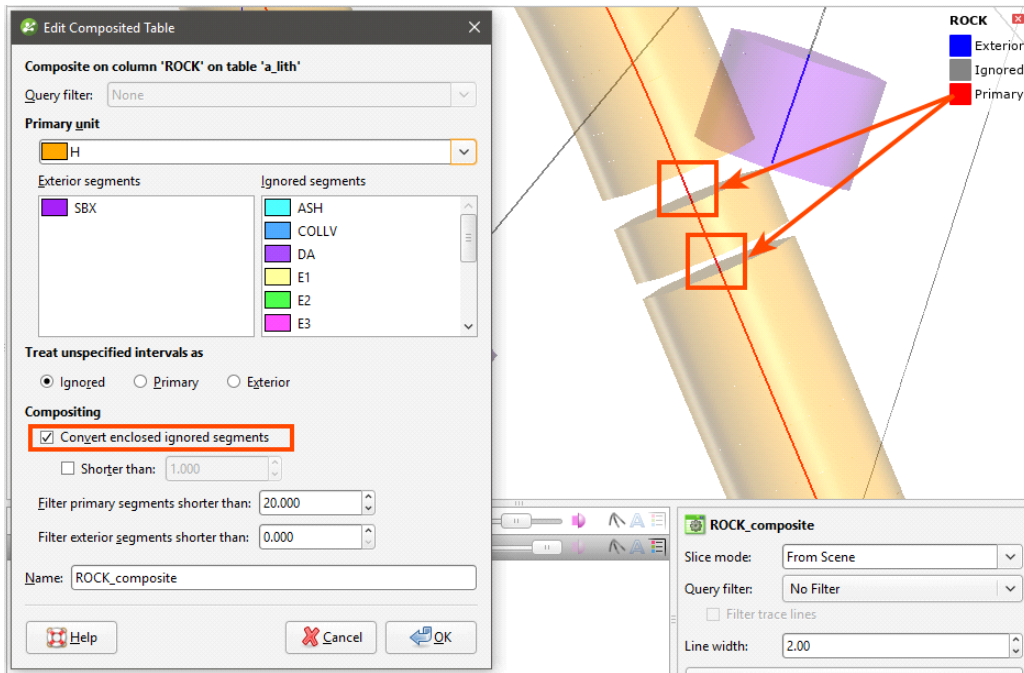 Edit Composited Table
Composite on column 'ROCK' on table 'a_lith'
Query filter: None
Primary unit
H
Exterior segments Ignored segments
SBX ASH
COLLV
DA
E1
E2
E3
Treat unspecified intervals as
Ignored Primary Exterior
Compositing
Convert enclosed ignored segments
Shorter than: 1.000
Filter primary segments shorter than: 20.000
Filter exterior segments shorter than: 0.000
Name: ROCK_composite
Help Cancel OK
ROCK
Exterior
Ignored
Primary
ROCK_composite
Slice mode: From Scene
Query filter: No Filter
Filter trace lines
Line width: 2.00